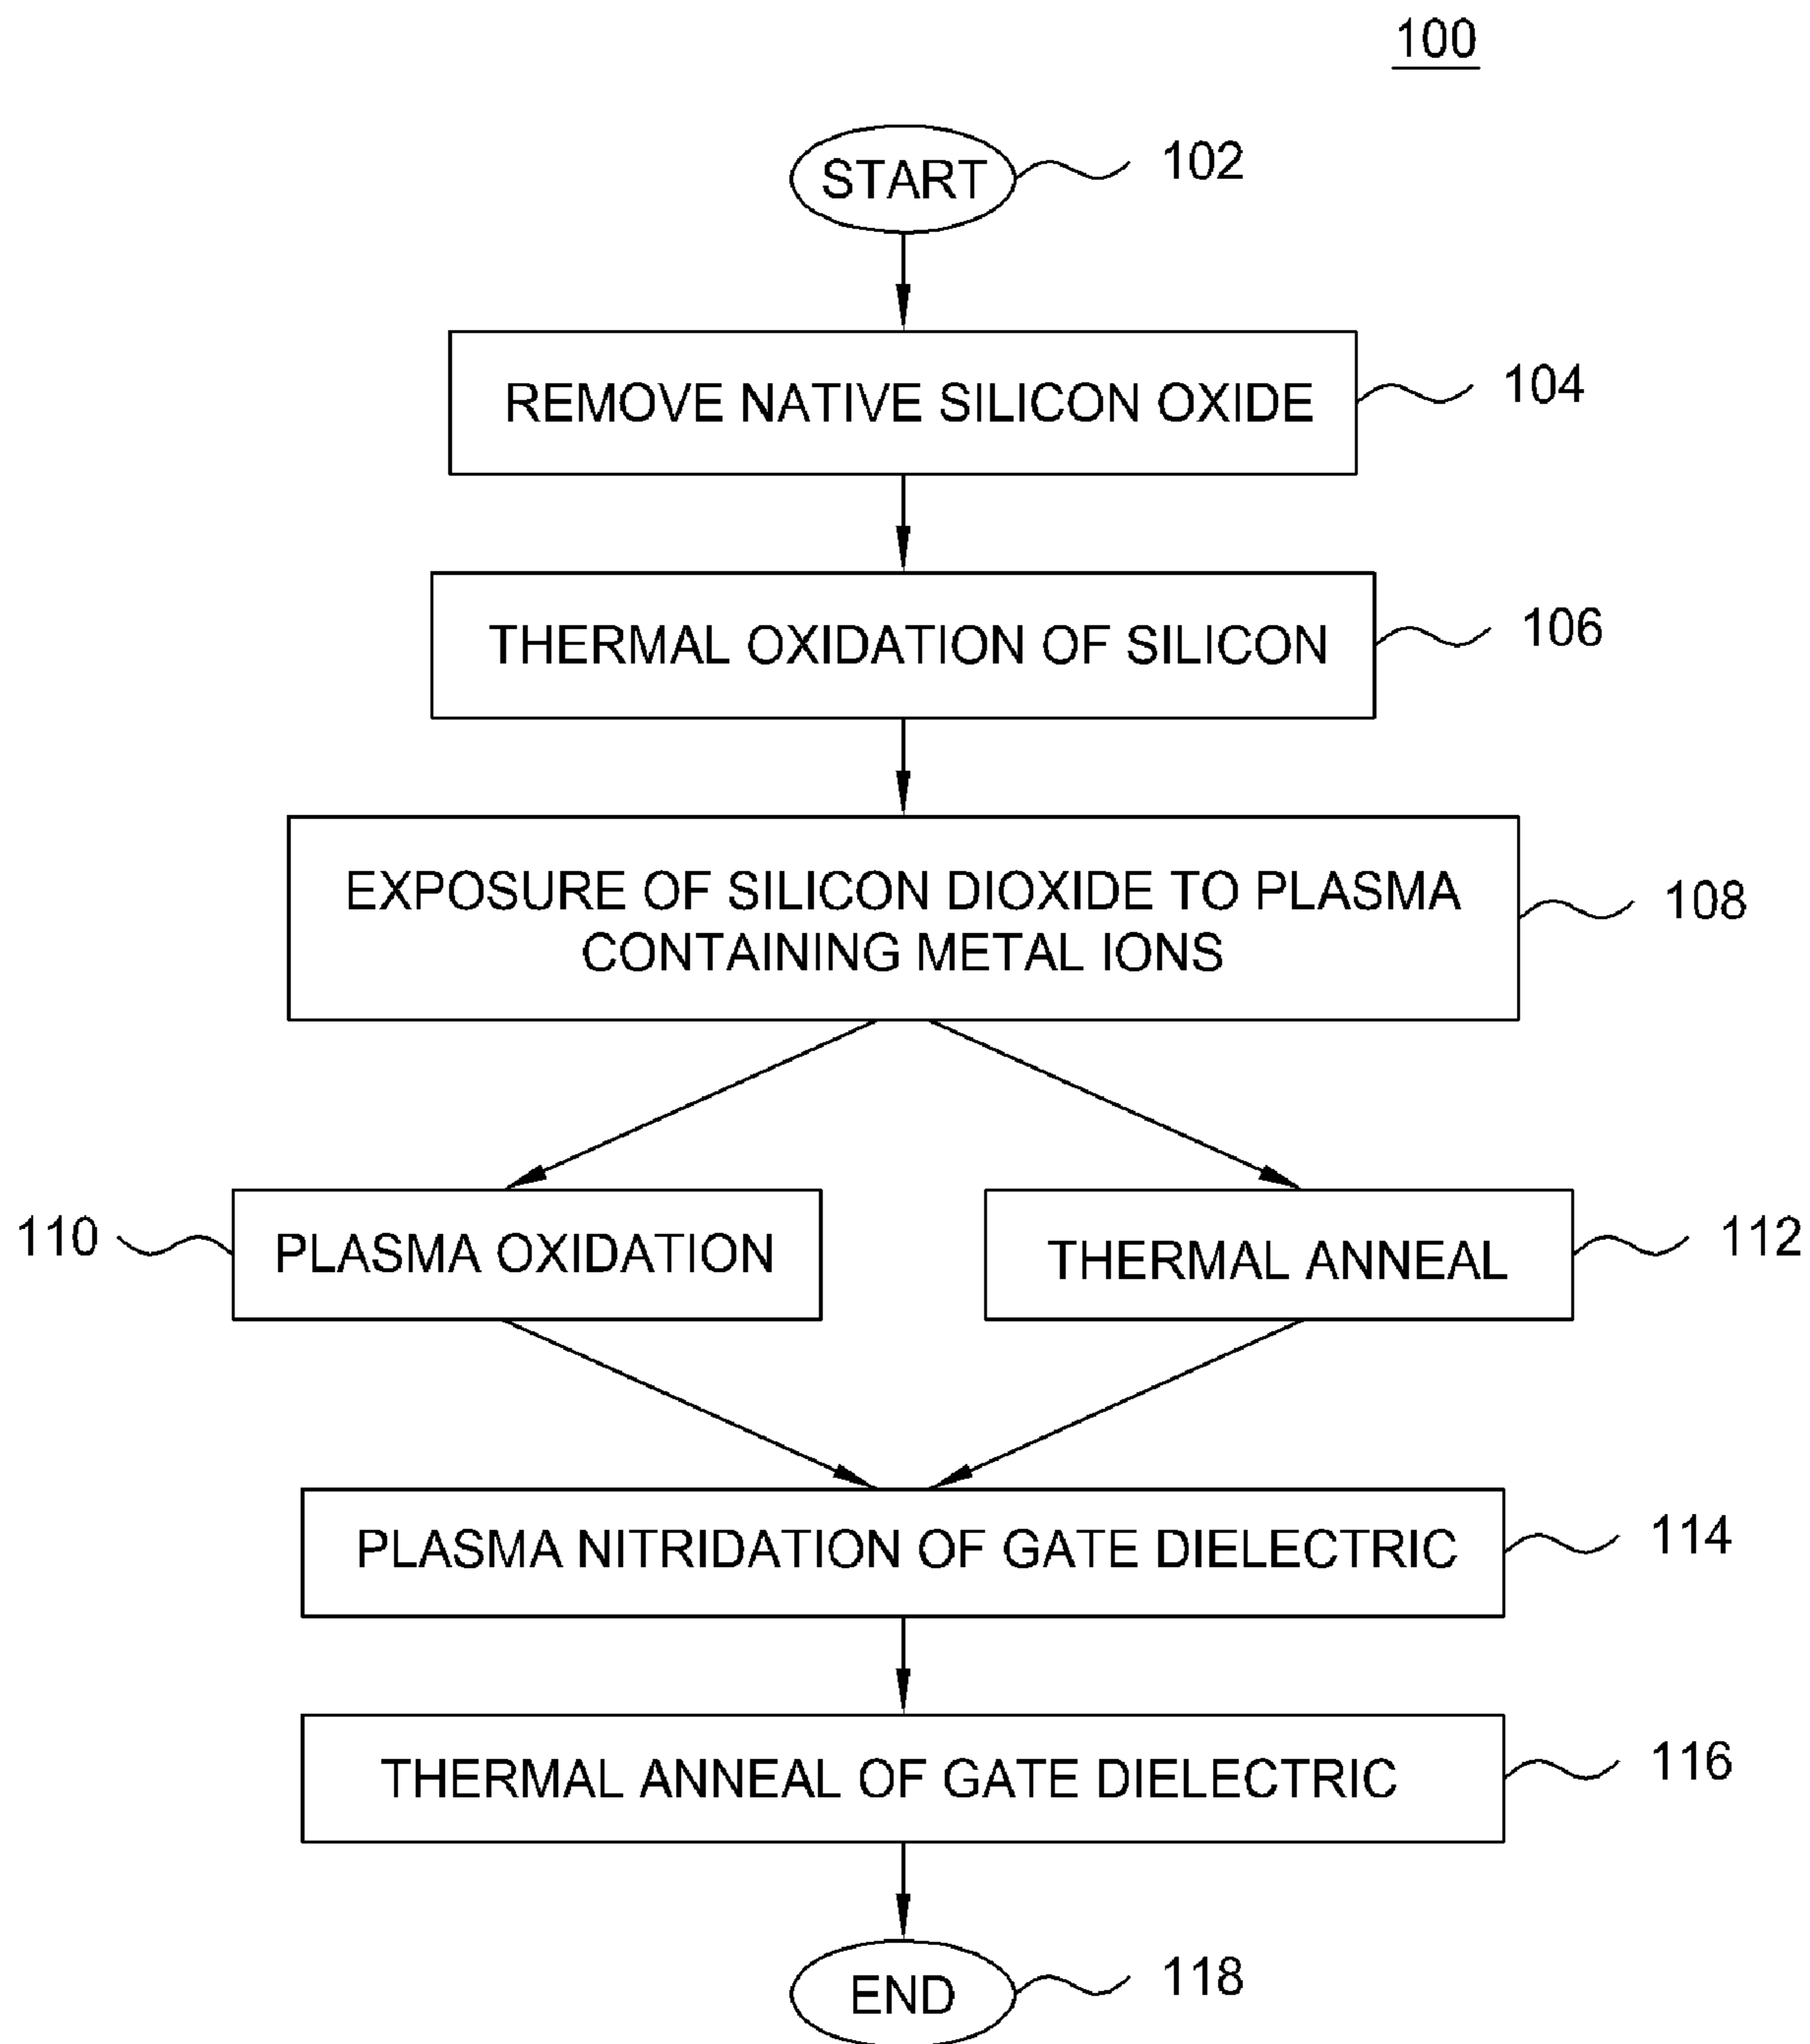 100
START
102
REMOVE NATIVE SILICON OXIDE
104
THERMAL OXIDATION OF SILICON
106
EXPOSURE OF SILICON DIOXIDE TO PLASMA
CONTAINING METAL IONS
108
110
PLASMA OXIDATION
THERMAL ANNEAL
112
PLASMA NITRIDATION OF GATE DIELECTRIC
114
THERMAL ANNEAL OF GATE DIELECTRIC
116
END
118